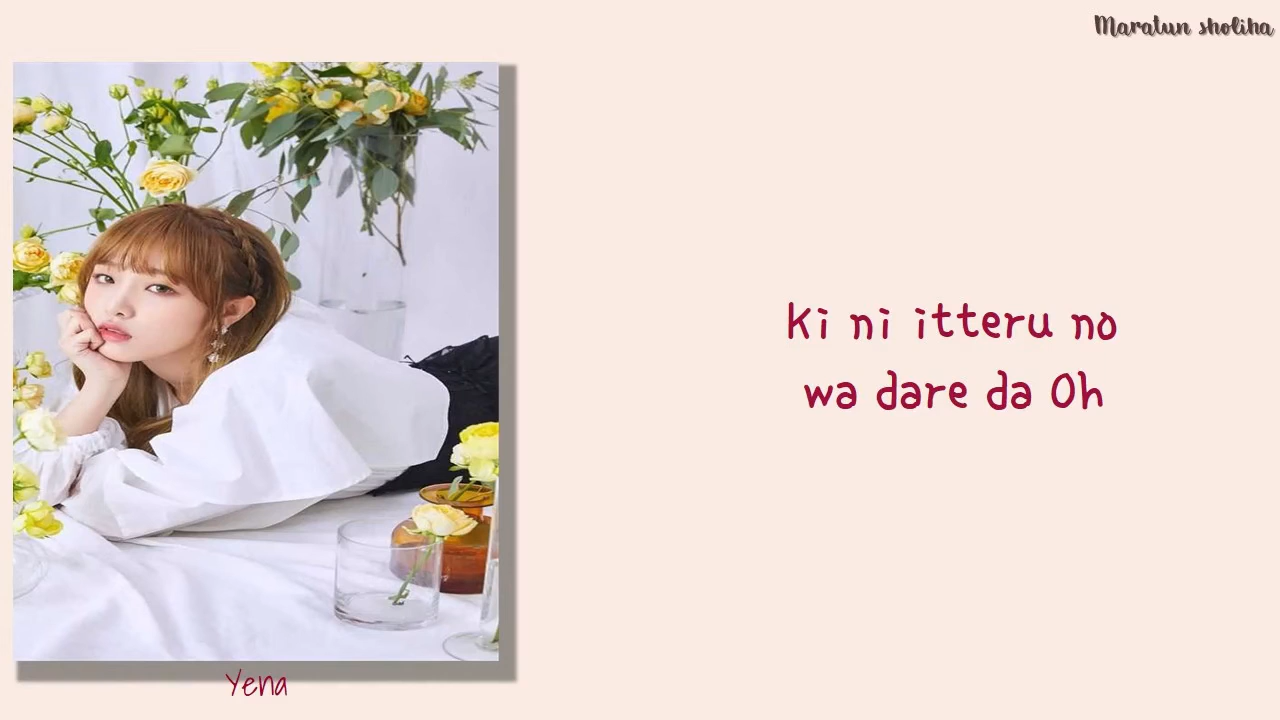 Maratun sholiha
ki ni itteru no
wa dare da Oh
Yena